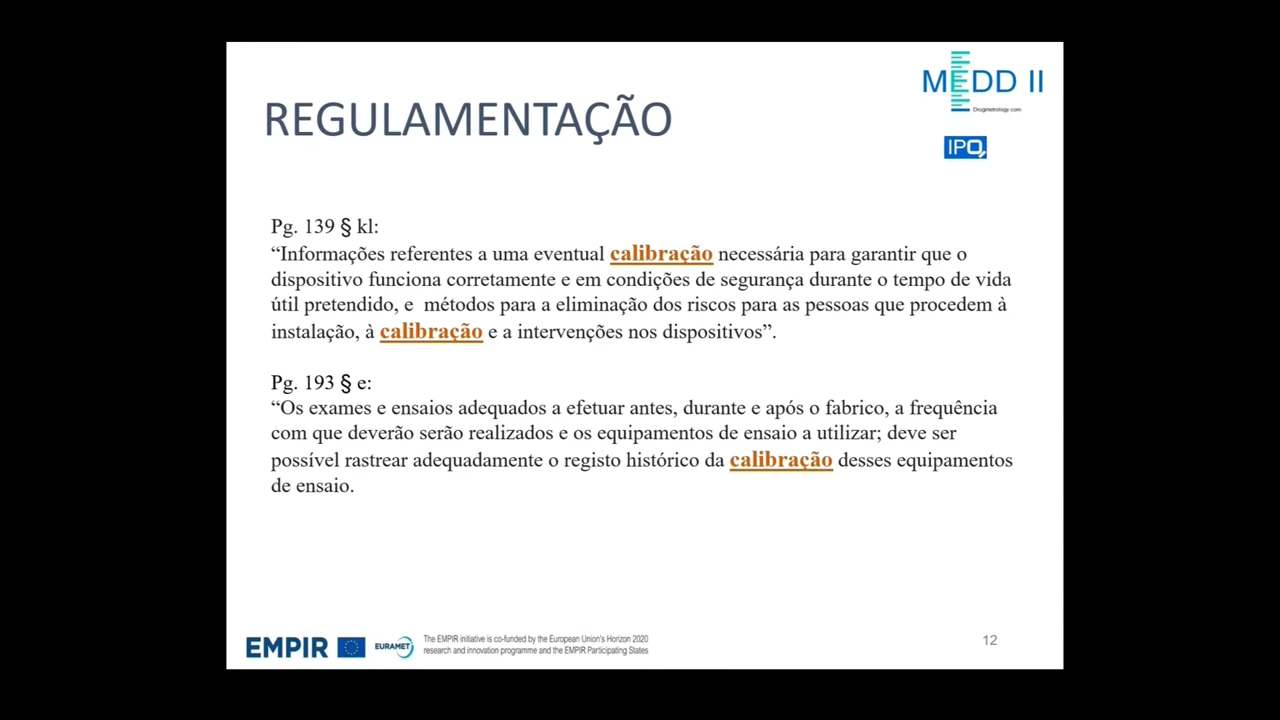 MEDD II
Drugmetrology.com
IPQ
REGULAMENTAÇÃO
Pg. 139 § kl:
“Informações referentes a uma eventual calibração necessária para garantir que o
dispositivo funciona corretamente e em condições de segurança durante o tempo de vida
útil pretendido, e  métodos para a eliminação dos riscos para as pessoas que procedem à
instalação, à calibração e a intervenções nos dispositivos”.
Pg. 193 § e:
“Os exames e ensaios adequados a efetuar antes, durante e após o fabrico, a frequência
com que deverão serão realizados e os equipamentos de ensaio a utilizar; deve ser
possível rastrear adequadamente o registo histórico da calibração desses equipamentos
de ensaio.
EMPIR
EURAMET
The EMPIR initiative is co-funded by the European Union's Horizon 2020
research and innovation programme and the EMPIR Participating States
12